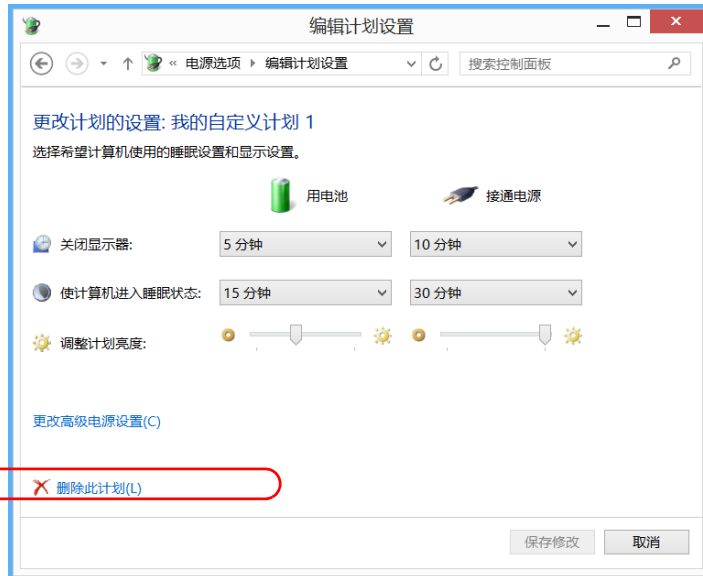 编辑计划设置
« 电源选项 ▸ 编辑计划设置 搜索控制面板
更改计划的设置: 我的自定义计划 1
选择希望计算机使用的睡眠设置和显示设置。
用电池 接通电源
关闭显示器: 5 分钟 10 分钟
使计算机进入睡眠状态: 15 分钟 30 分钟
调整计划亮度:
更改高级电源设置(C)
删除此计划(L)
保存修改 取消